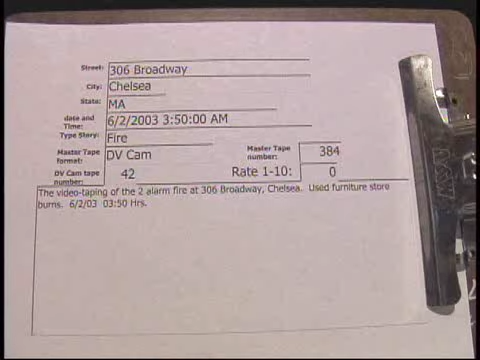 Street: 306 Broadway
City: Chelsea
State: MA
date and Time: 6/2/2003 3:50:00 AM
Type Story: Fire
Master Tape format: DV Cam Master Tape number: 384
DV Cam tape number: 42 Rate 1-10: 0
The video-taping of the 2 alarm fire at 306 Broadway, Chelsea. Used furniture store
burns. 6/2/03 03:50 Hrs.